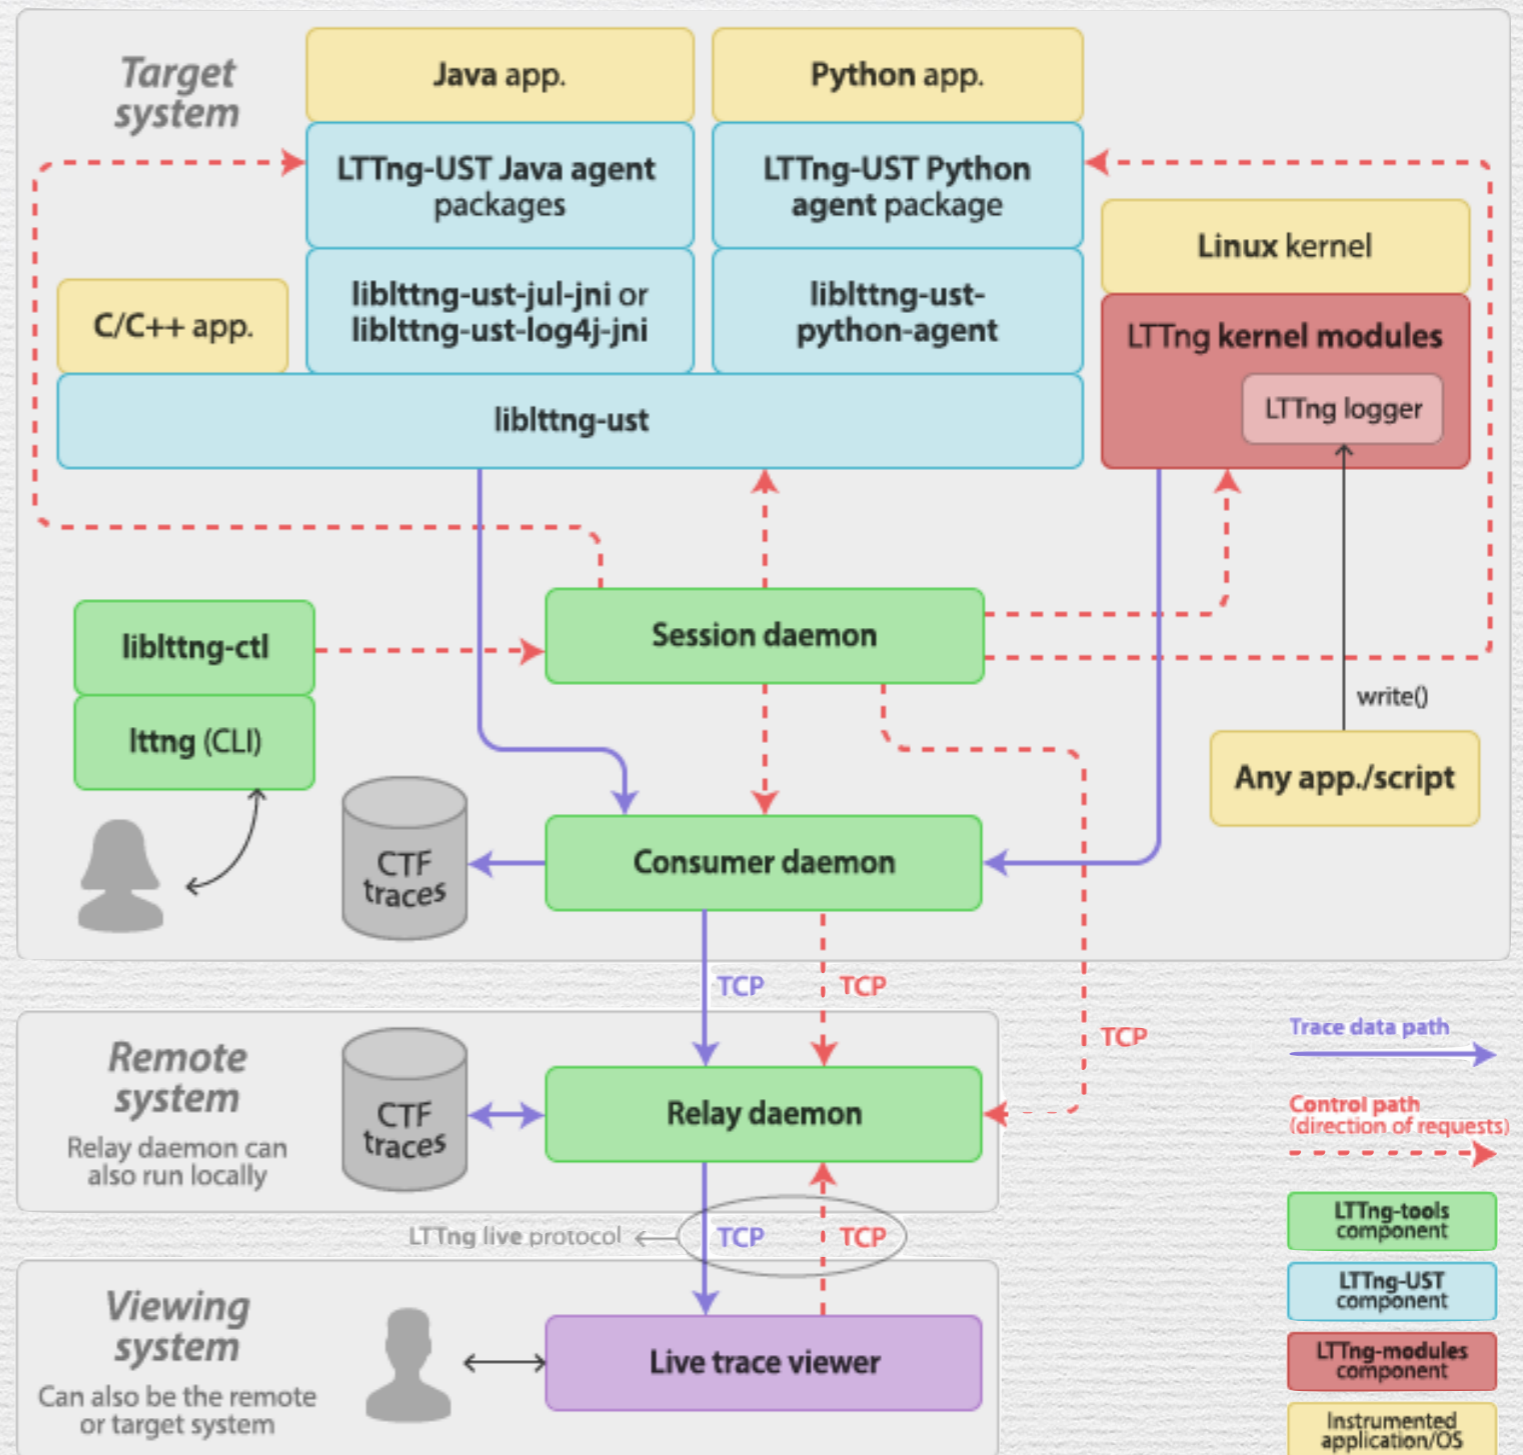 Target
system
Java app.
Python app.
LTTng-UST Java agent
packages
LTTng-UST Python
agent package
Linux kernel
C/C++ app.
liblttng-ust-jul-jni or
liblttng-ust-log4j-jni
liblttng-ust-
python-agent
LTTng kernel modules
LTTng logger
liblttng-ust
liblttng-ctl
Session daemon
lttng (CLI)
write()
Any app./script
CTF
traces
Consumer daemon
TCP
TCP
TCP
Remote
system
Relay daemon can
also run locally
CTF
traces
Relay daemon
LTTng live protocol
TCP
TCP
Viewing
system
Can also be the remote
or target system
Live trace viewer
Trace data path
Control path
(direction of requests)
LTTng-tools
component
LTTng-UST
component
LTTng-modules
component
Instrumented
application/OS